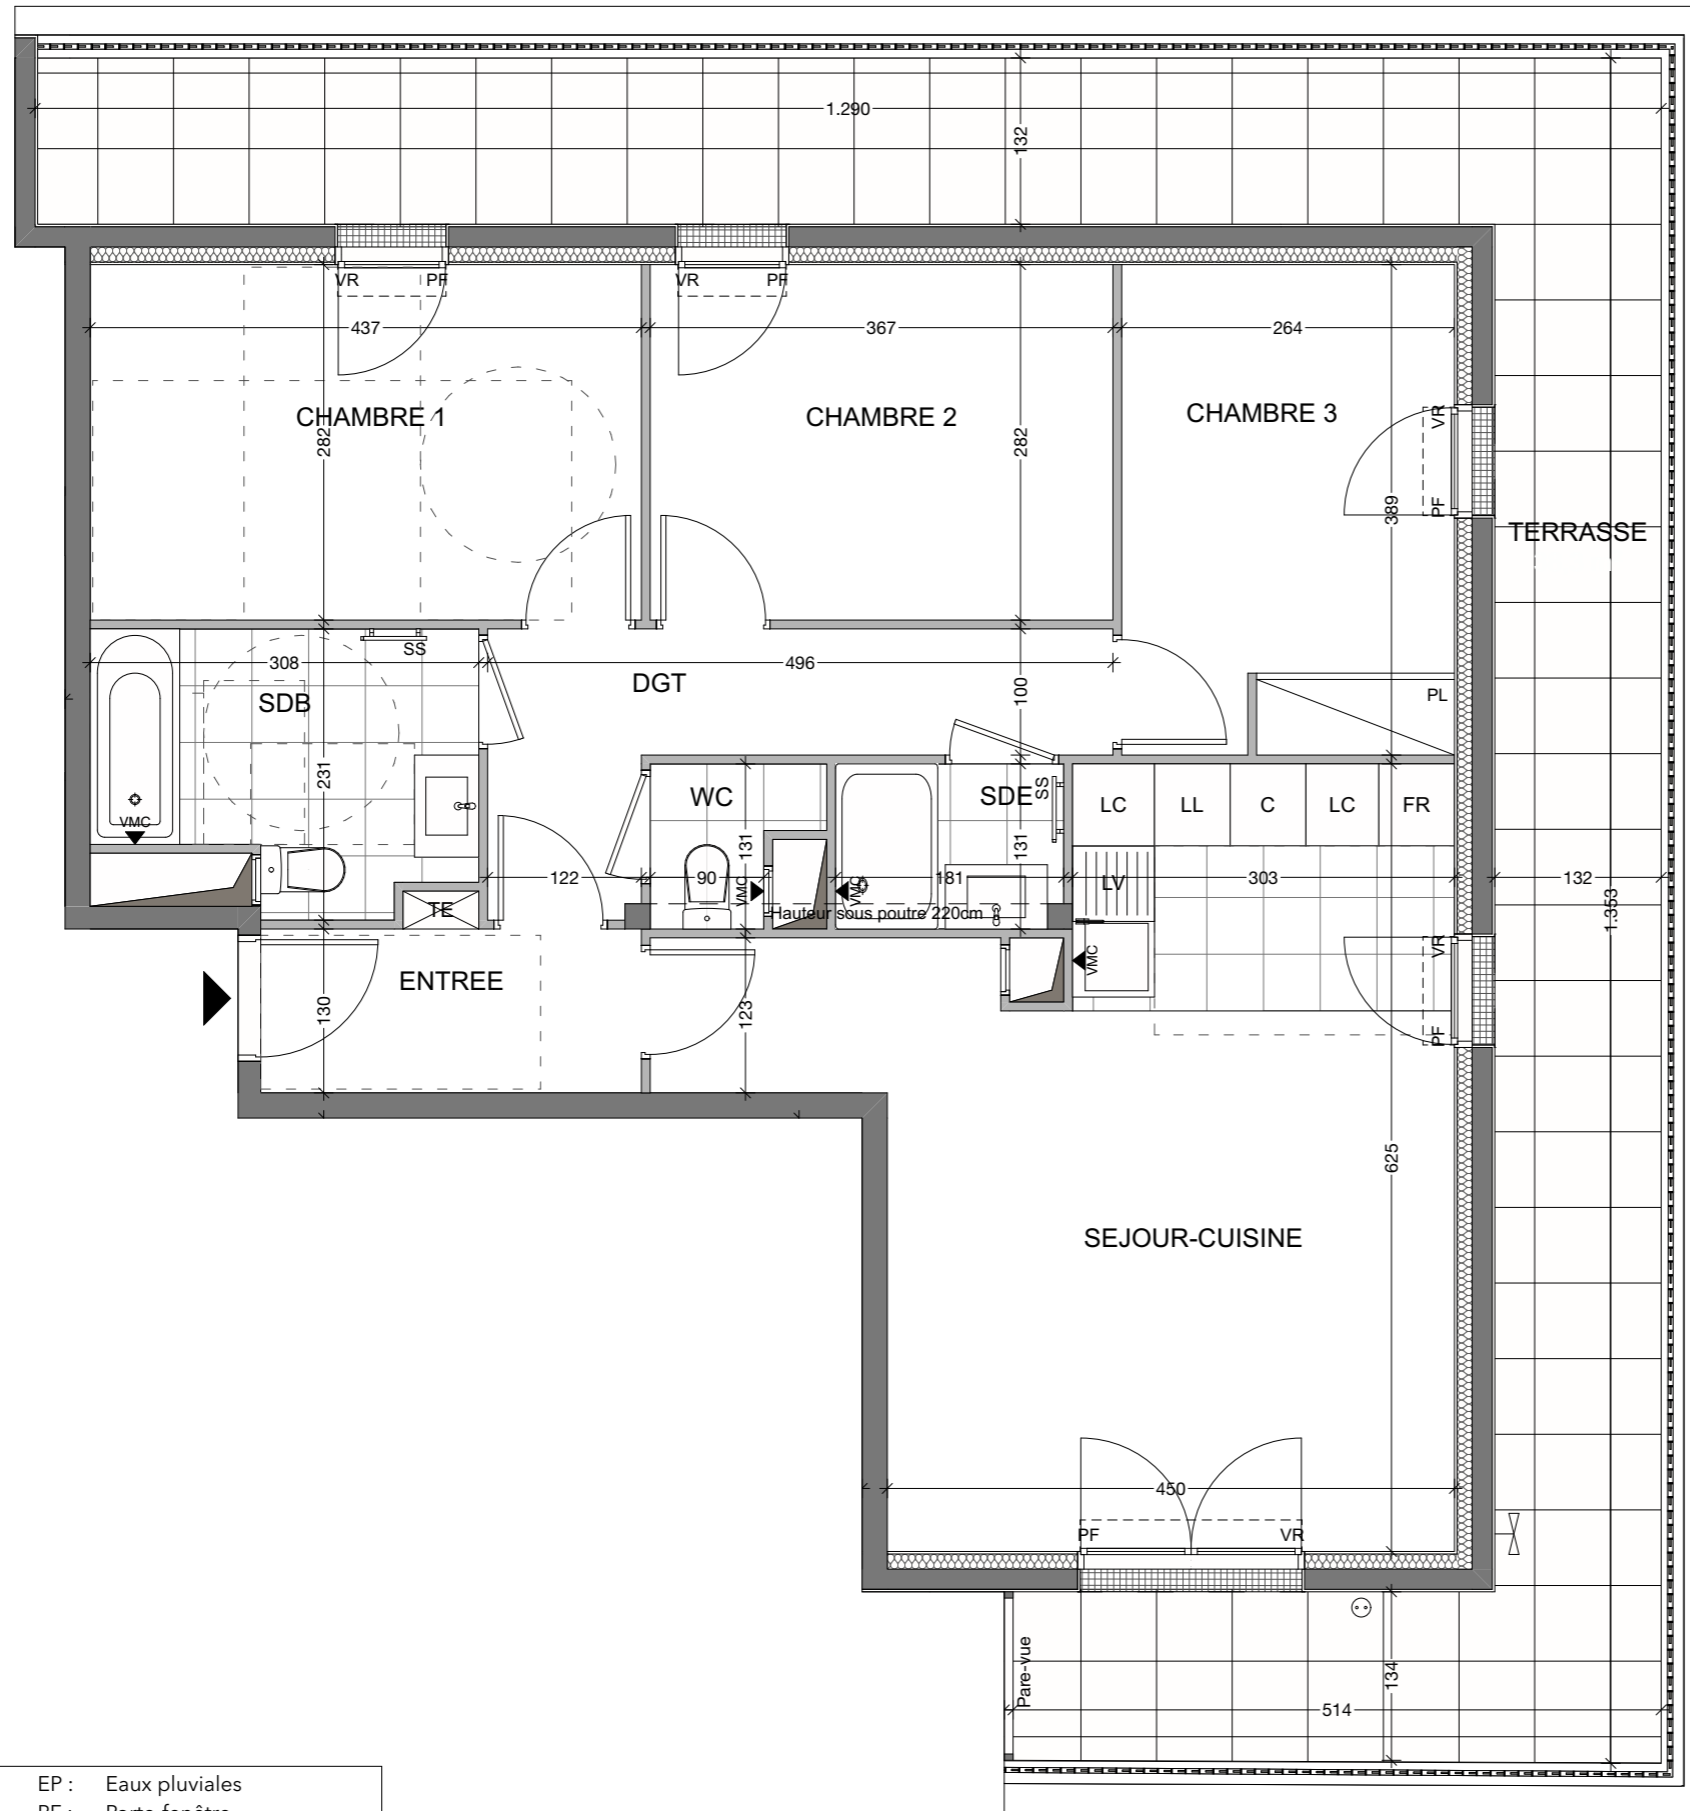 1.290
132
VR PF
VR PF
437
367
264
CHAMBRE 1
CHAMBRE 2
CHAMBRE 3
VR
282
282
389
PF
TERRASSE
SS
308
496
SDB
DGT
100
PL
231
WC
SDE
SS
LC
LL
C
LC
FR
VMC
131
131
122
90
VMC
VMC
181
LV
303
132
1.353
TE
Hauteur sous poutre 220cm
ENTREE
130
123
VMC
VR
PF
625
SEJOUR-CUISINE
450
PF
VR
Pare-vue
134
514
EP : Eaux pluviales